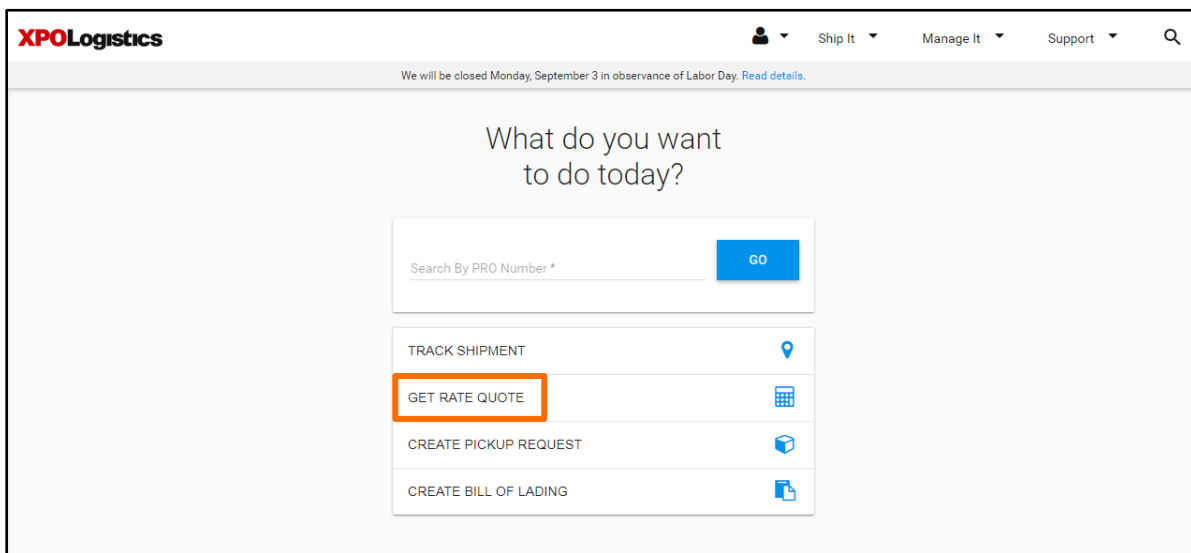 XPOLogistics
Ship It
Manage It
Support
We will be closed Monday, September 3 in observance of Labor Day. Read details.
What do you want
to do today?
Search By PRO Number *
GO
TRACK SHIPMENT
GET RATE QUOTE
CREATE PICKUP REQUEST
CREATE BILL OF LADING